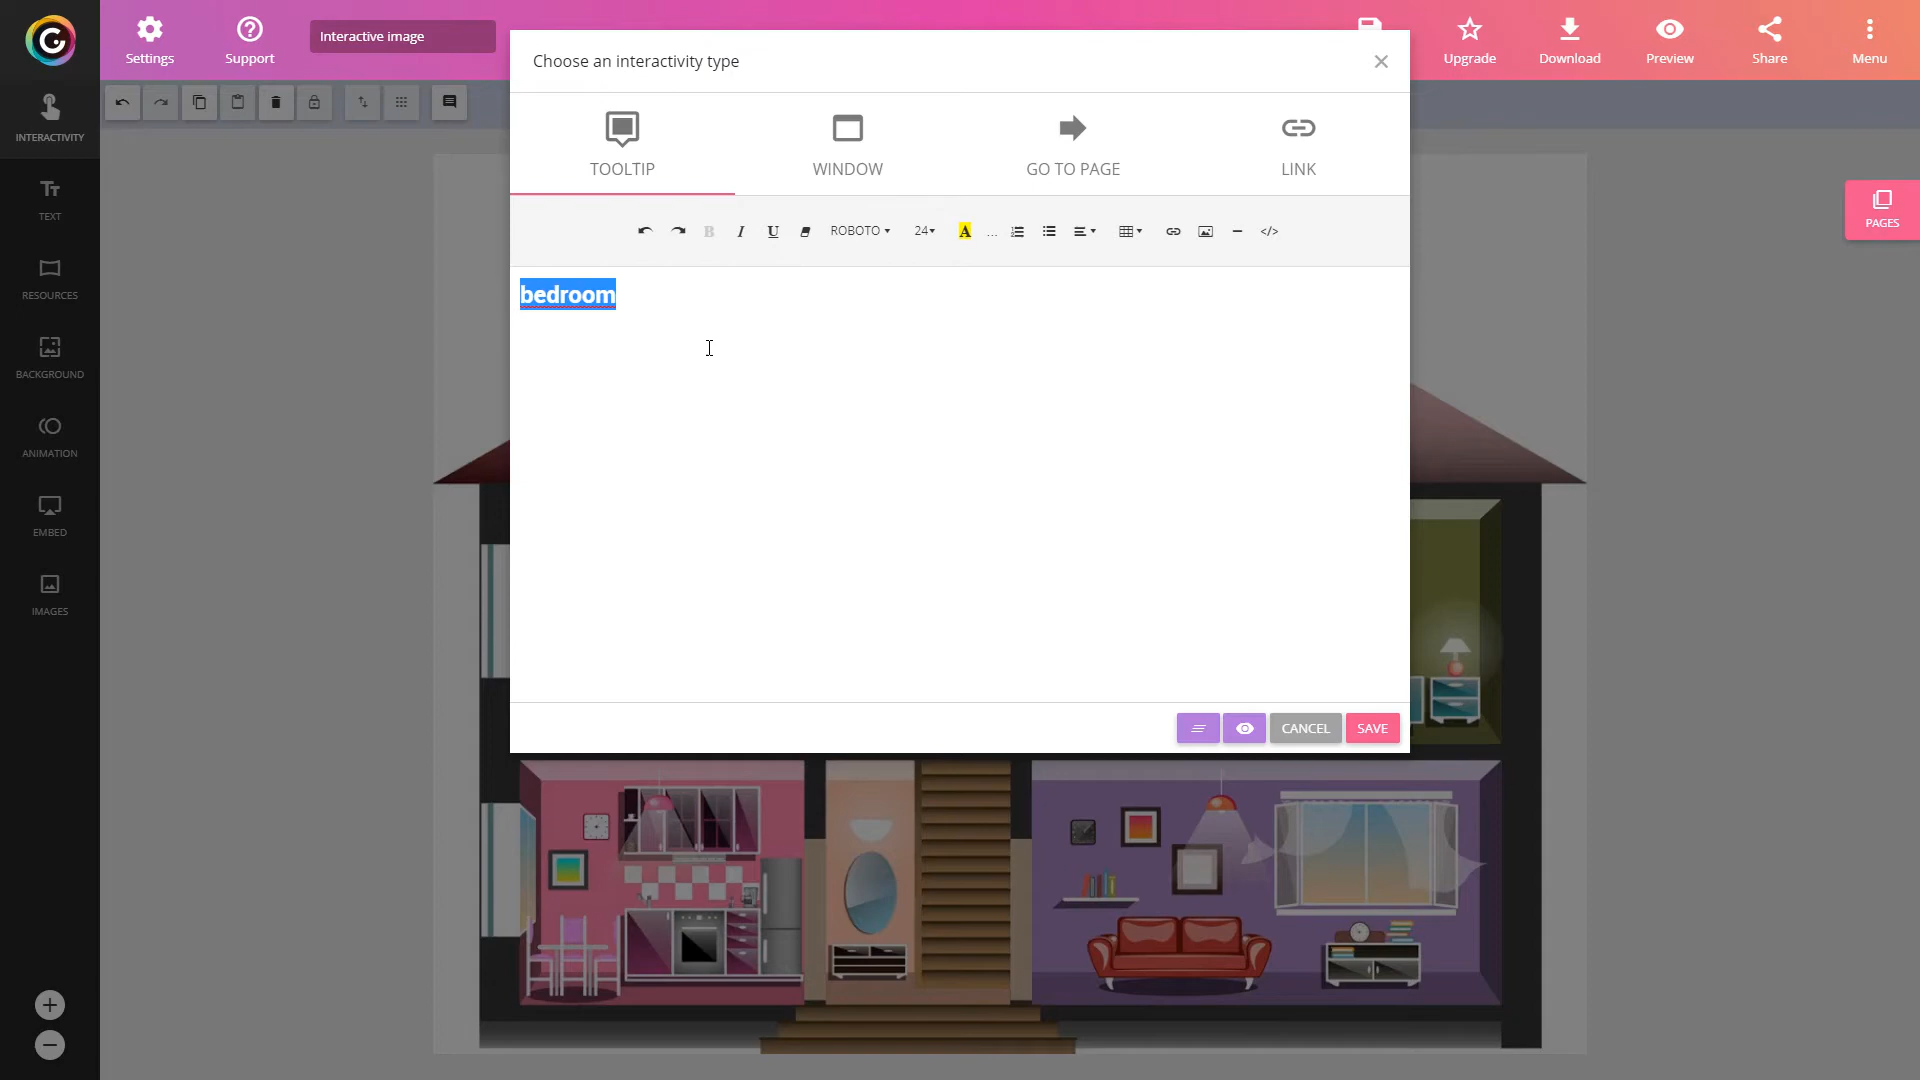 Settings
Support
Interactive image
Upgrade
Download
Preview
Share
Menu
Choose an interactivity type
TOOLTIP
WINDOW
GO TO PAGE
LINK
B I U ROBOTO 24 A ... </>
bedroom
CANCEL
SAVE
INTERACTIVITY
TEXT
RESOURCES
BACKGROUND
ANIMATION
EMBED
IMAGES
PAGES